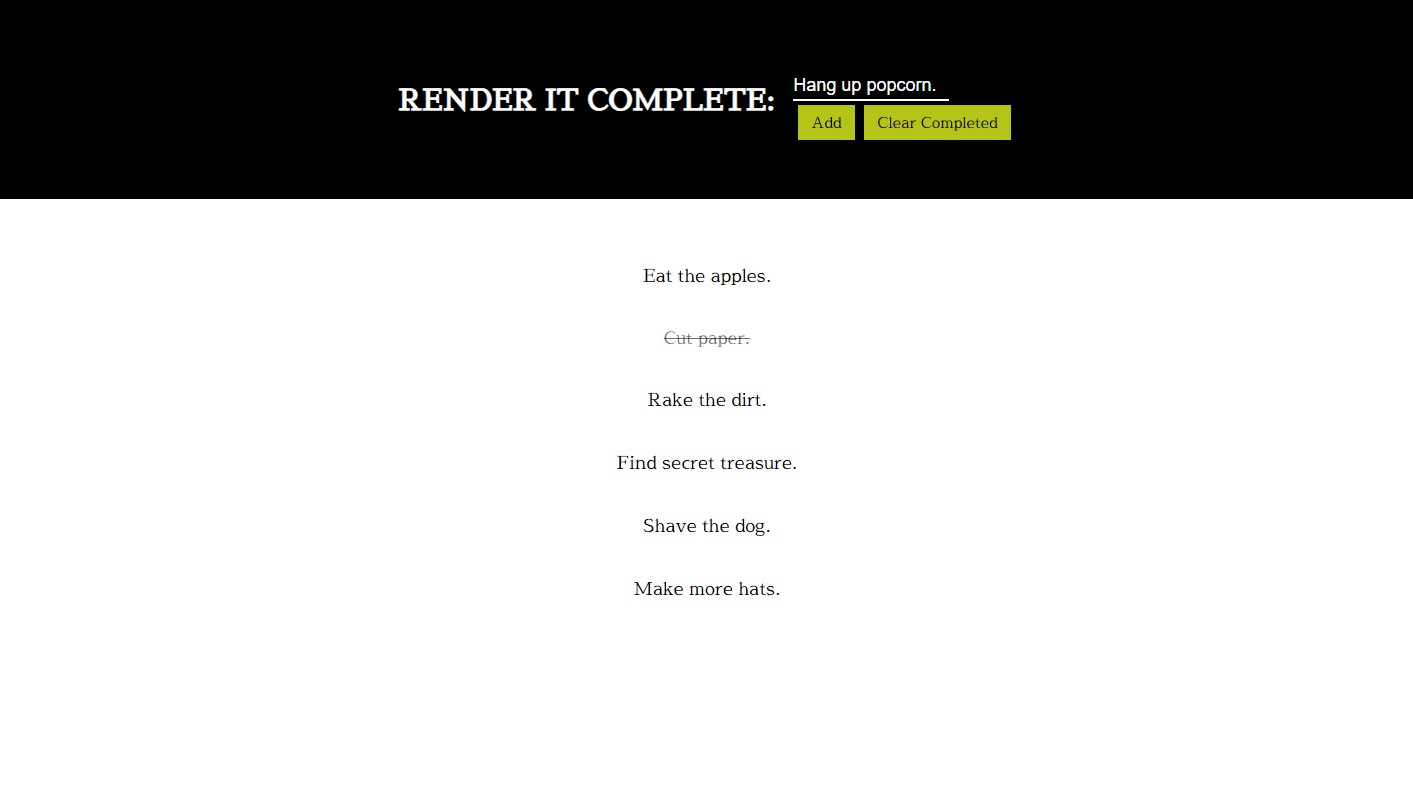 RENDER IT COMPLETE:
Hang up popcorn.
Add
Clear Completed
Eat the apples.
Cut paper.
Rake the dirt.
Find secret treasure.
Shave the dog.
Make more hats.